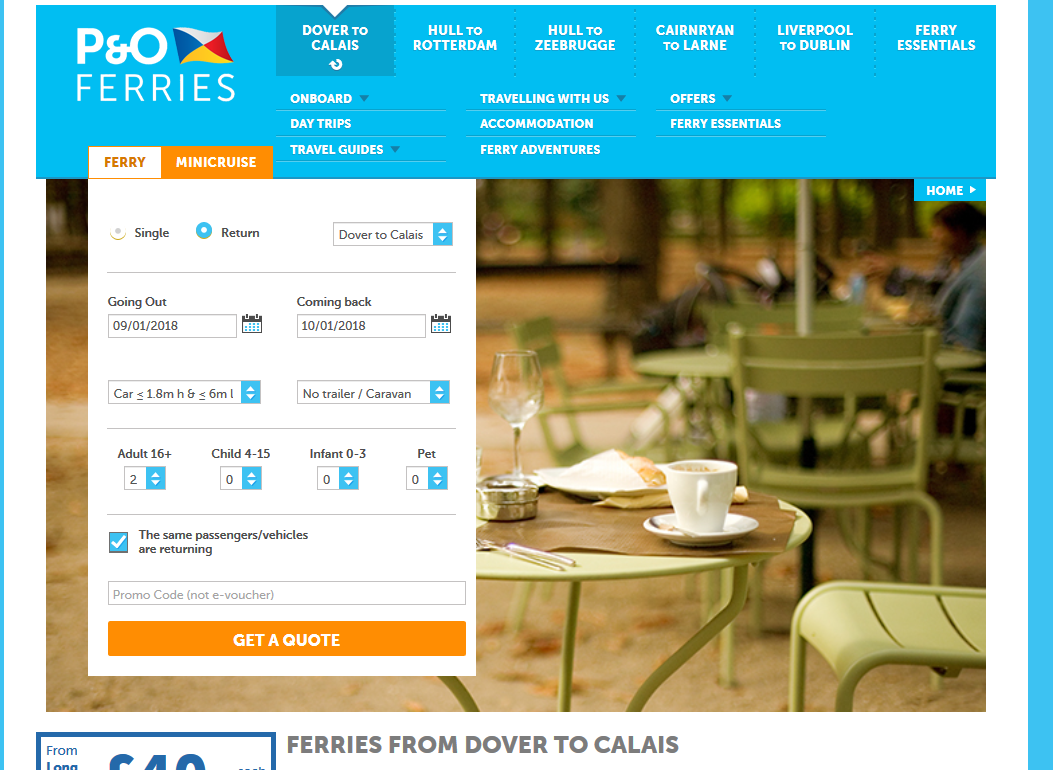 P&O
FERRIES
DOVER TO
CALAIS
HULL TO
ROTTERDAM
HULL TO
ZEEBRUGGE
CAIRNRYAN
TO LARNE
LIVERPOOL
TO DUBLIN
FERRY
ESSENTIALS
ONBOARD
TRAVELLING WITH US
OFFERS
DAY TRIPS
ACCOMMODATION
FERRY ESSENTIALS
TRAVEL GUIDES
FERRY ADVENTURES
FERRY
MINICRUISE
HOME
Single
Return
Dover to Calais
Going Out
Coming back
09/01/2018
10/01/2018
Car ≤ 1.8m h & ≤ 6m l
No trailer / Caravan
Adult 16+
Child 4-15
Infant 0-3
Pet
2
0
0
0
The same passengers/vehicles
are returning
Promo Code (not e-voucher)
GET A QUOTE
FERRIES FROM DOVER TO CALAIS
From
Long
£40
each